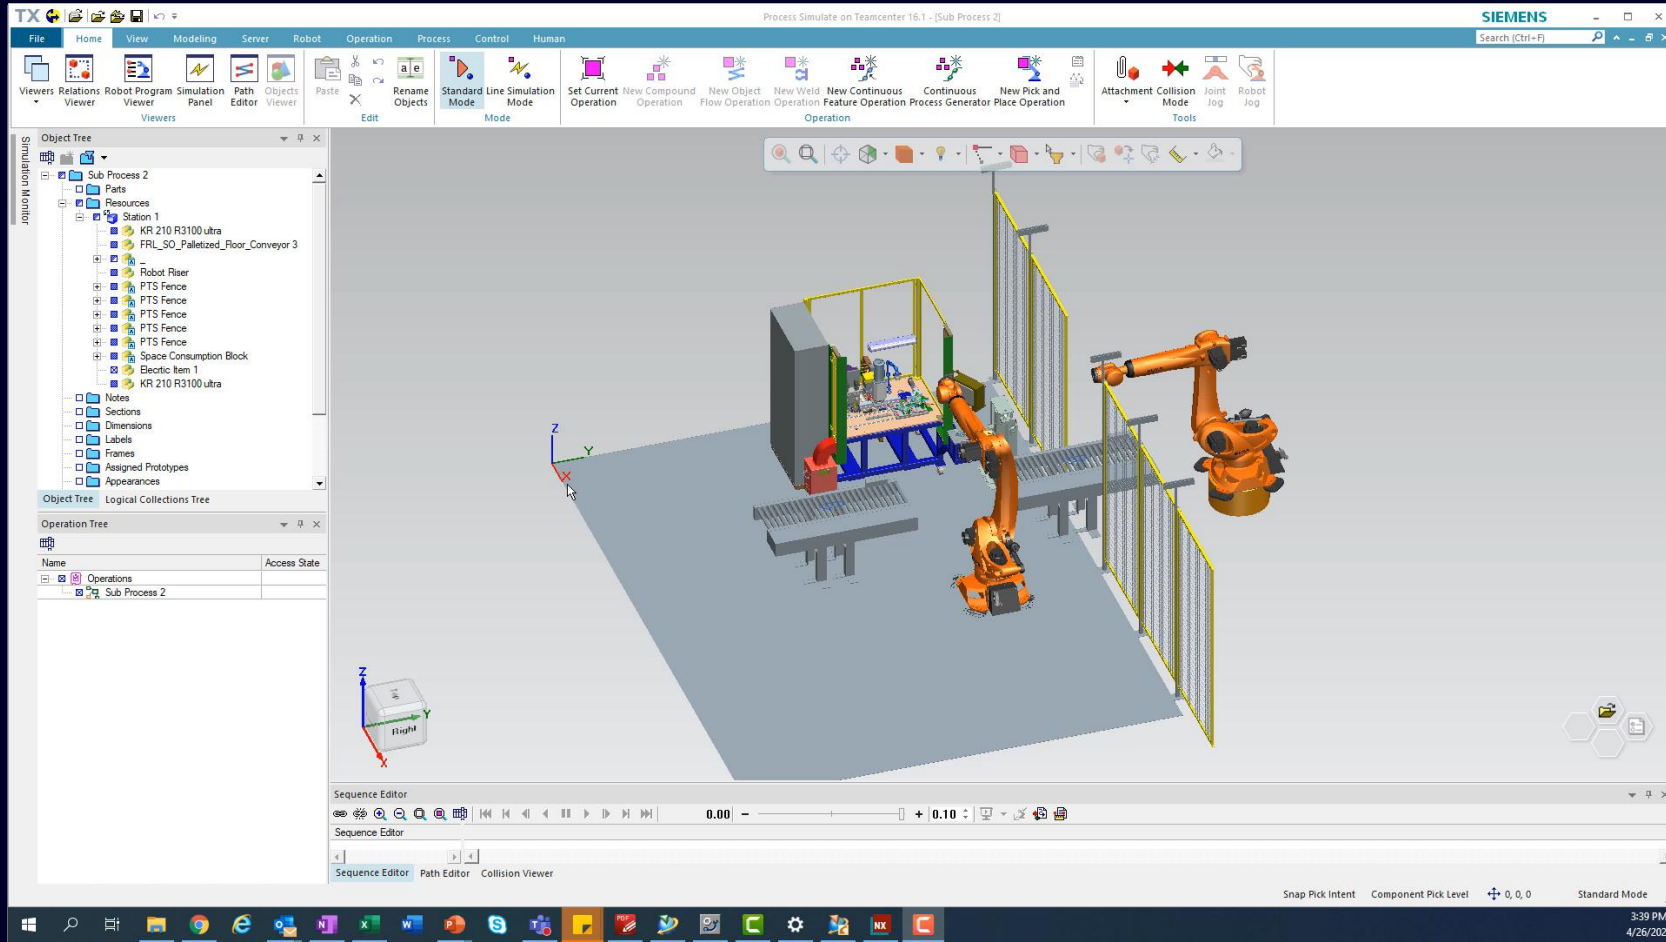 TX
Process Simulate on Teamcenter 16.1 - [Sub Process 2]
SIEMENS
File Home View Modeling Server Robot Operation Process Control Human
Search (Ctrl+F)
Viewers
Relations Viewer
Robot Program Viewer
Simulation Panel
Path Editor
Objects Viewer
Paste
Rename Objects
Standard Mode
Line Simulation Mode
Set Current Operation
New Compound Operation
New Object Flow Operation
New Weld Operation
New Continuous Feature Operation
Continuous Process Generator
New Pick and Place Operation
Attachment
Collision Mode
Joint Jog
Robot Jog
Viewers
Edit
Mode
Operation
Tools
Simulation Monitor
Object Tree
Sub Process 2
Parts
Resources
Station 1
KR 210 R3100 ultra
FRL_SO_Palletized_Floor_Conveyor 3
_
Robot Riser
PTS Fence
PTS Fence
PTS Fence
PTS Fence
PTS Fence
Space Consumption Block
Elecrtic Item 1
KR 210 R3100 ultra
Notes
Sections
Dimensions
Labels
Frames
Assigned Prototypes
Appearances
Object Tree Logical Collections Tree
Operation Tree
Name Access State
Operations
Sub Process 2
Z
Y
X
Z
Y
X
Right
Sequence Editor
0.00 0.10
Sequence Editor
Sequence Editor Path Editor Collision Viewer
Snap Pick Intent Component Pick Level 0, 0, 0 Standard Mode
3:39 PM
4/26/202